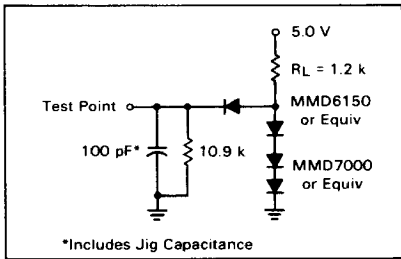 5.0 V
RL = 1.2 k
Test Point
MMD6150
or Equiv
100 pF*
10.9 k
MMD7000
or Equiv
*Includes Jig Capacitance